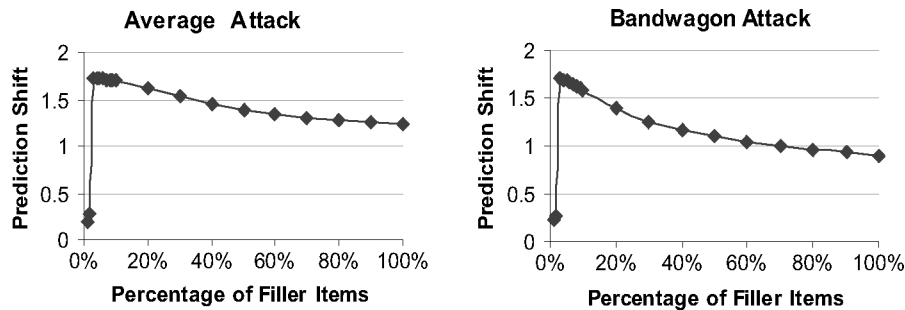 Average Attack
Prediction Shift
2
1.5
1
0.5
0
0% 20% 40% 60% 80% 100%
Percentage of Filler Items
Bandwagon Attack
Prediction Shift
2
1.5
1
0.5
0
0% 20% 40% 60% 80% 100%
Percentage of Filler Items